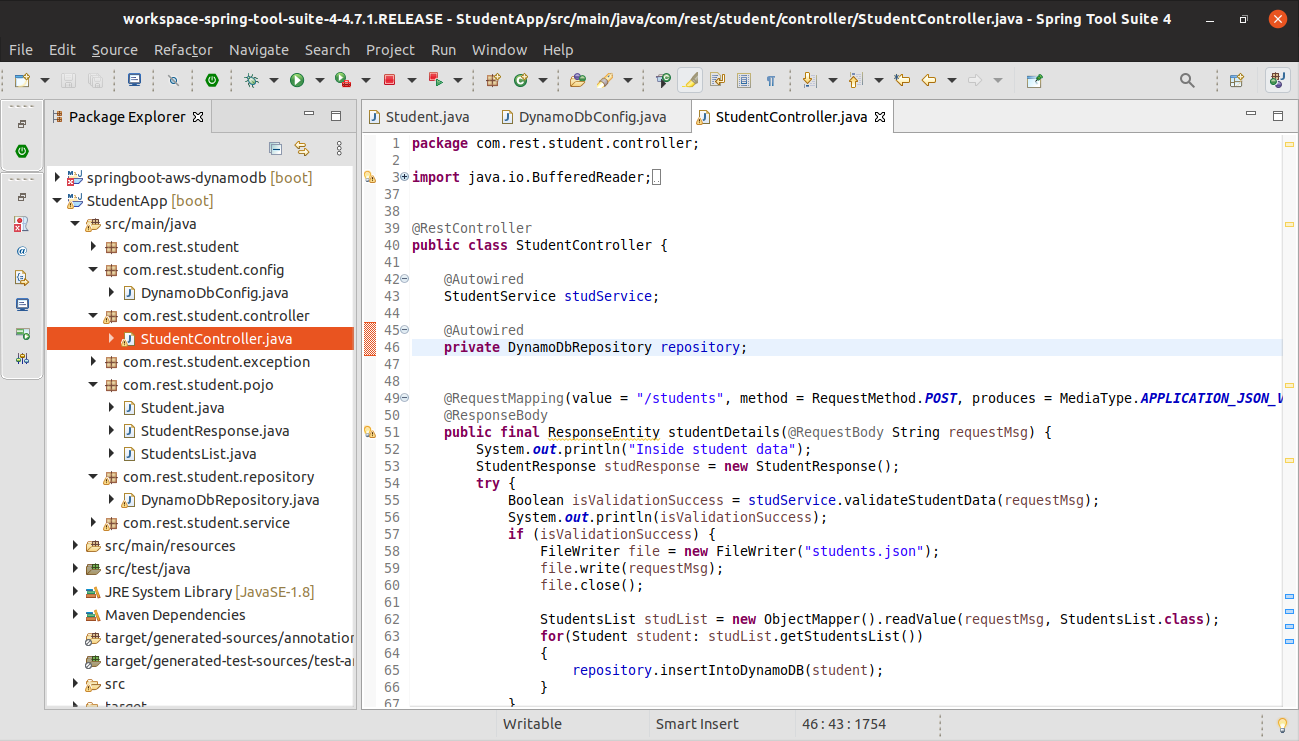 workspace-spring-tool-suite-4-4.7.1.RELEASE - StudentApp/src/main/java/com/rest/student/controller/StudentController.java - Spring Tool Suite 4
File Edit Source Refactor Navigate Search Project Run Window Help
Package Explorer
springboot-aws-dynamodb [boot]
StudentApp [boot]
src/main/java
com.rest.student
com.rest.student.config
DynamoDbConfig.java
com.rest.student.controller
StudentController.java
com.rest.student.exception
com.rest.student.pojo
Student.java
StudentResponse.java
StudentsList.java
com.rest.student.repository
DynamoDbRepository.java
com.rest.student.service
src/main/resources
src/test/java
JRE System Library [JavaSE-1.8]
Maven Dependencies
target/generated-sources/annotation
target/generated-test-sources/test-a
src
target
Student.java DynamoDbConfig.java StudentController.java
1 package com.rest.student.controller;
2
3 import java.io.BufferedReader;
37
38
39 @RestController
40 public class StudentController {
41
42 @Autowired
43 StudentService studService;
44
45 @Autowired
46 private DynamoDbRepository repository;
47
48
49 @RequestMapping(value = "/students", method = RequestMethod.POST, produces = MediaType.APPLICATION_JSON_V
50 @ResponseBody
51 public final ResponseEntity studentDetails(@RequestBody String requestMsg) {
52 System.out.println("Inside student data");
53 StudentResponse studResponse = new StudentResponse();
54 try {
55 Boolean isValidationSuccess = studService.validateStudentData(requestMsg);
56 System.out.println(isValidationSuccess);
57 if (isValidationSuccess) {
58 FileWriter file = new FileWriter("students.json");
59 file.write(requestMsg);
60 file.close();
61
62 StudentsList studList = new ObjectMapper().readValue(requestMsg, StudentsList.class);
63 for(Student student: studList.getStudentsList())
64 {
65 repository.insertIntoDynamoDB(student);
66 }
67 }
Writable Smart Insert 46:43:1754